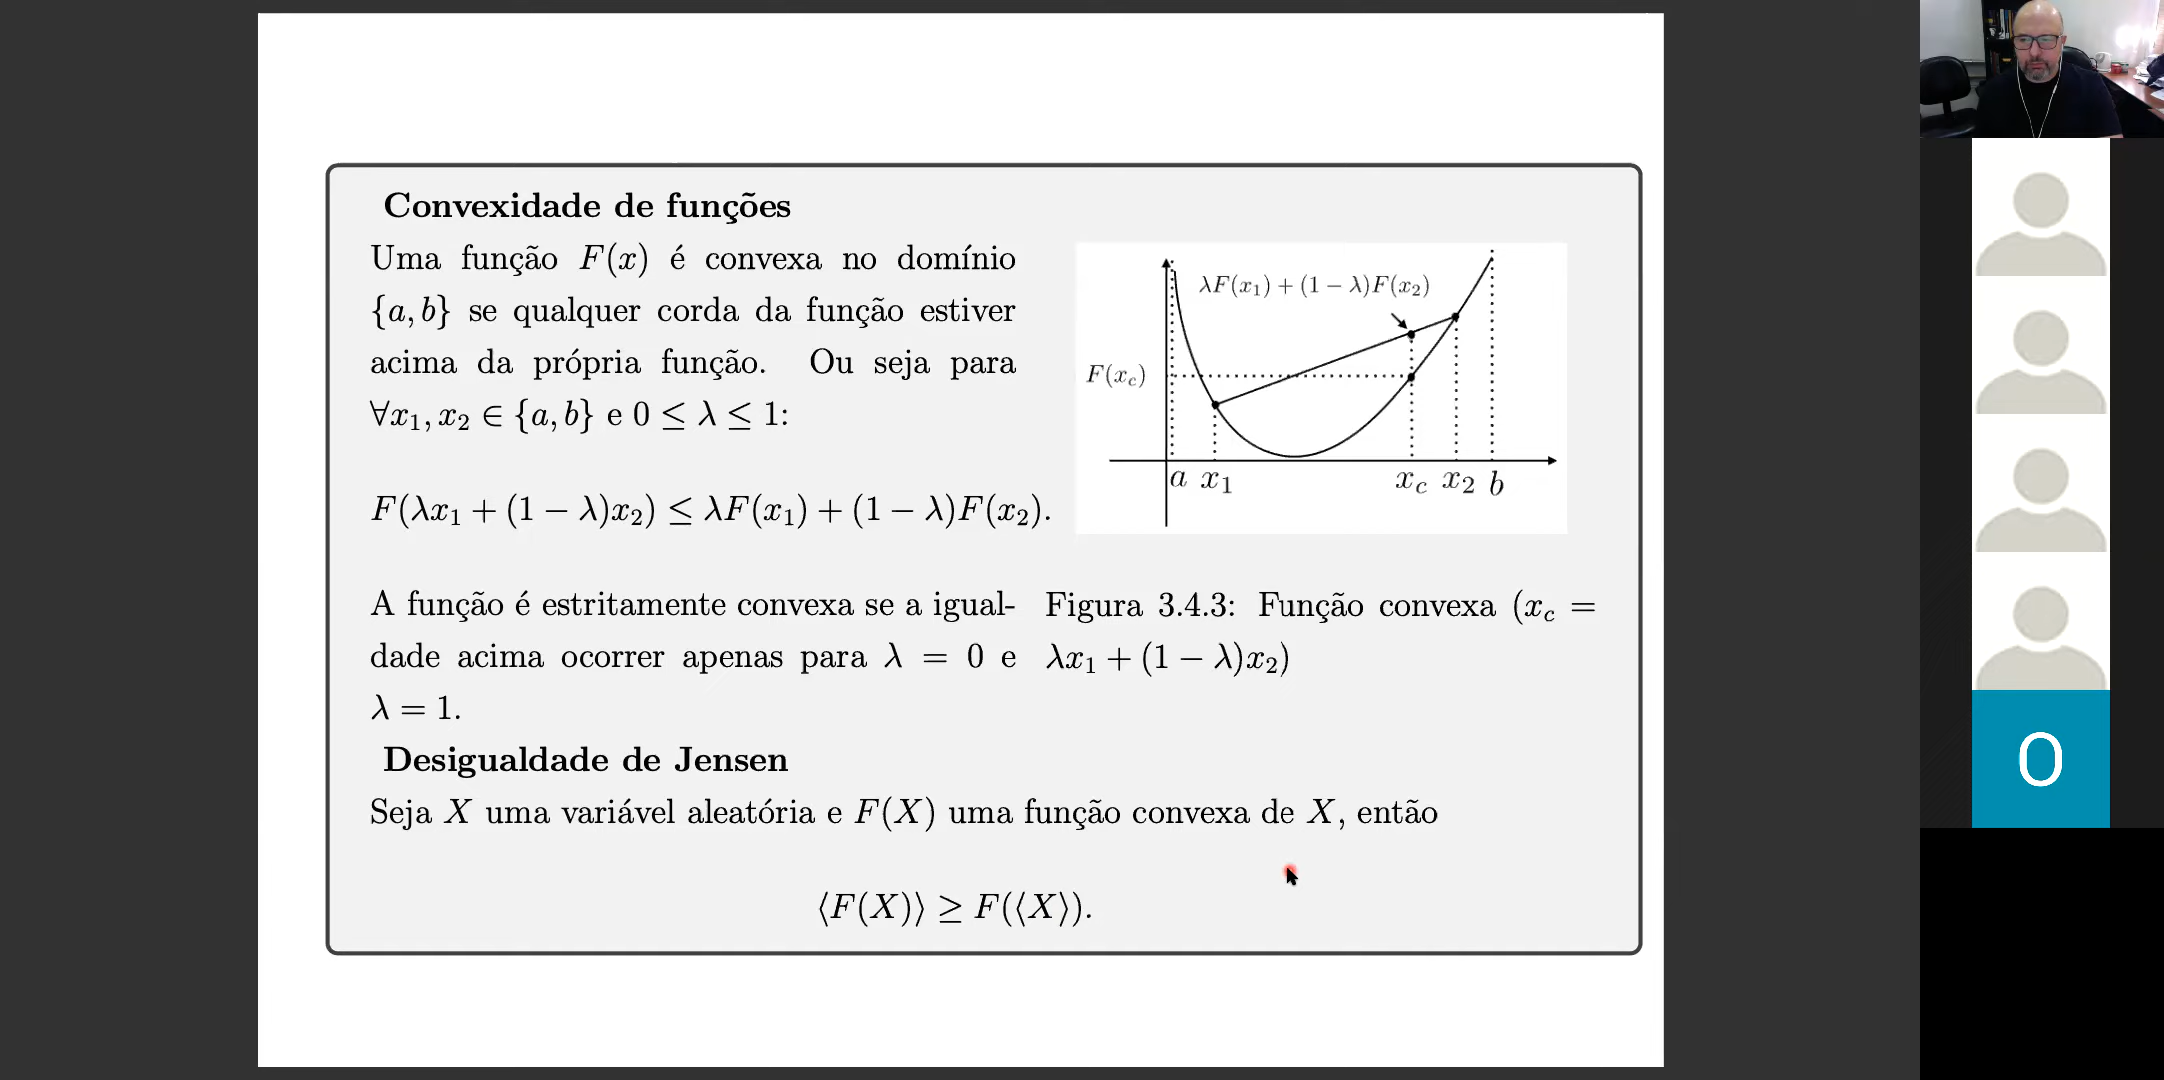 Convexidade de funções
Uma função F(x) é convexa no domínio
{a, b} se qualquer corda da função estiver
acima da própria função. Ou seja para
∀x₁, x₂ ∈ {a, b} e 0 ≤ λ ≤ 1:
F(λx₁ + (1 − λ)x₂) ≤ λF(x₁) + (1 − λ)F(x₂).
A função é estritamente convexa se a igual-
dade acima ocorrer apenas para λ = 0 e
λ = 1.
λF(x₁) + (1 − λ)F(x₂)
F(x_c)
a x₁ x_c x₂ b
Figura 3.4.3: Função convexa (x_c =
λx₁ + (1 − λ)x₂)
Desigualdade de Jensen
Seja X uma variável aleatória e F(X) uma função convexa de X, então
⟨F(X)⟩ ≥ F(⟨X⟩).
O